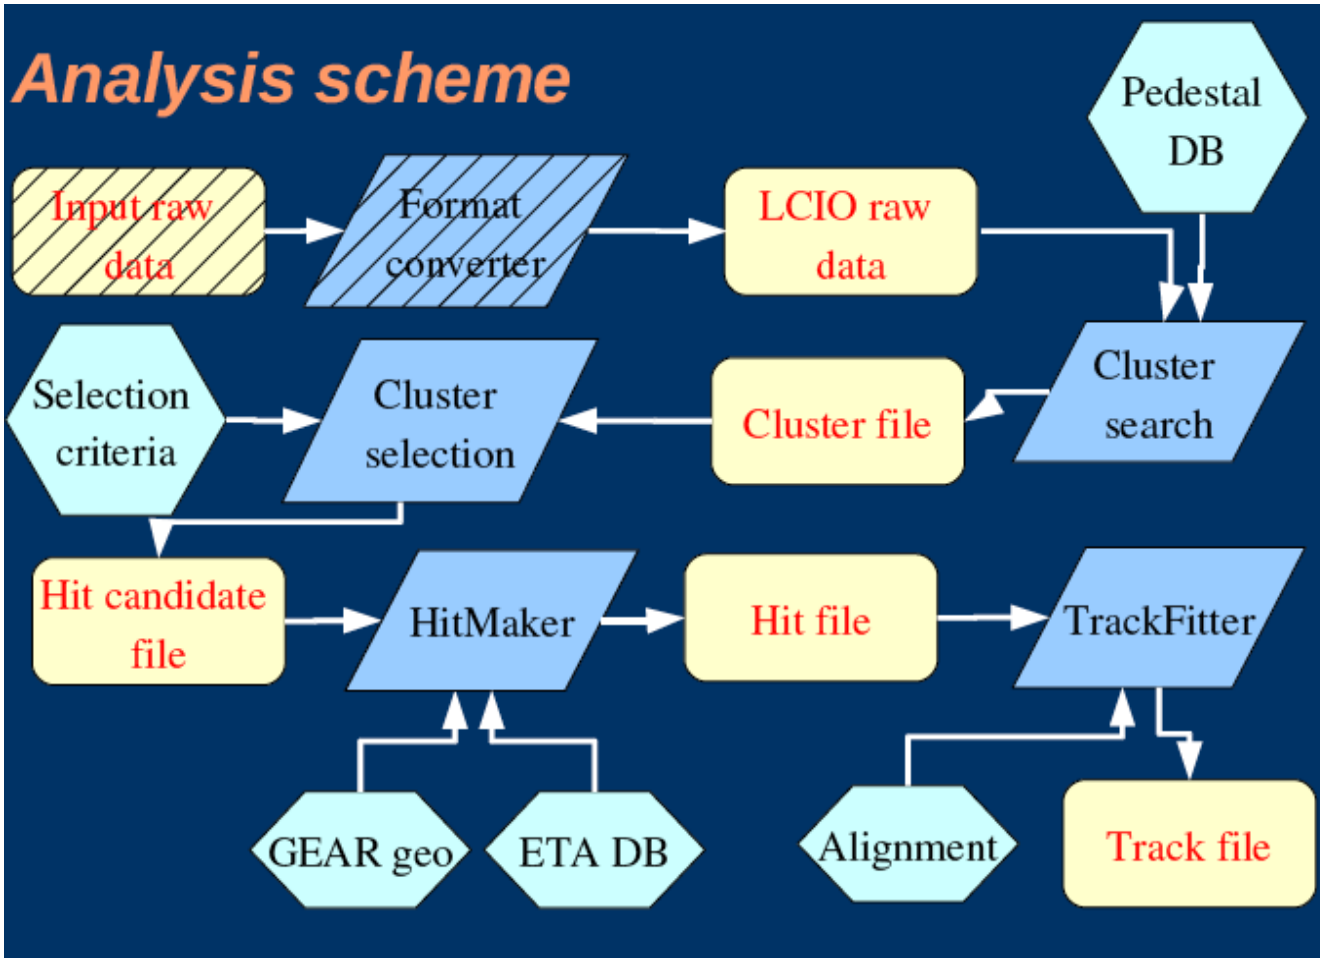 Analysis scheme
Pedestal
DB
Input raw
data
Format
converter
LCIO raw
data
Selection
criteria
Cluster
selection
Cluster file
Cluster
search
Hit candidate
file
HitMaker
Hit file
TrackFitter
GEAR geo
ETA DB
Alignment
Track file